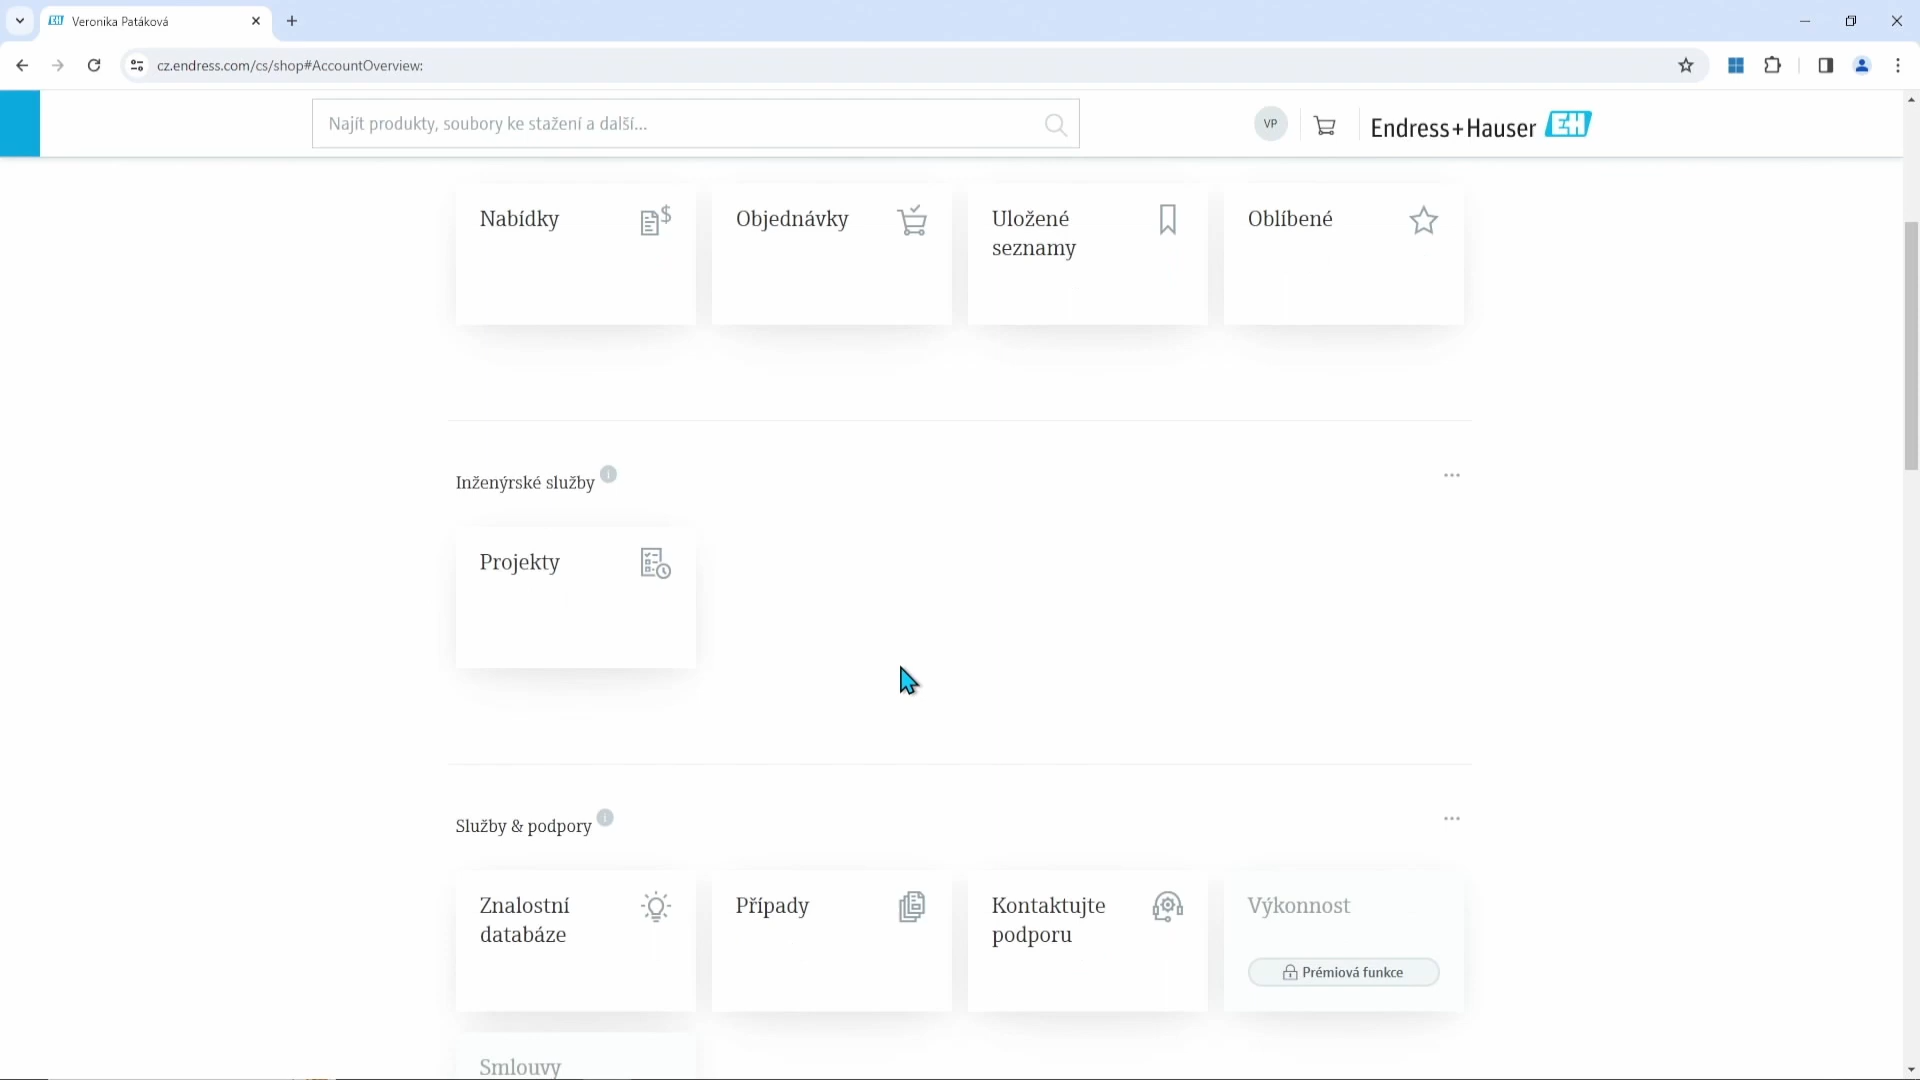 Veronika Patáková
cz.endress.com/cs/shop#AccountOverview:
Najít produkty, soubory ke stažení a další...
VP
Endress+Hauser EH
Nabídky
$
Objednávky
Uložené
seznamy
Oblíbené
Inženýrské služby
i
Projekty
Služby & podpory
i
Znalostní
databáze
Případy
Kontaktujte
podporu
Výkonnost
Prémiová funkce
Smlouvy